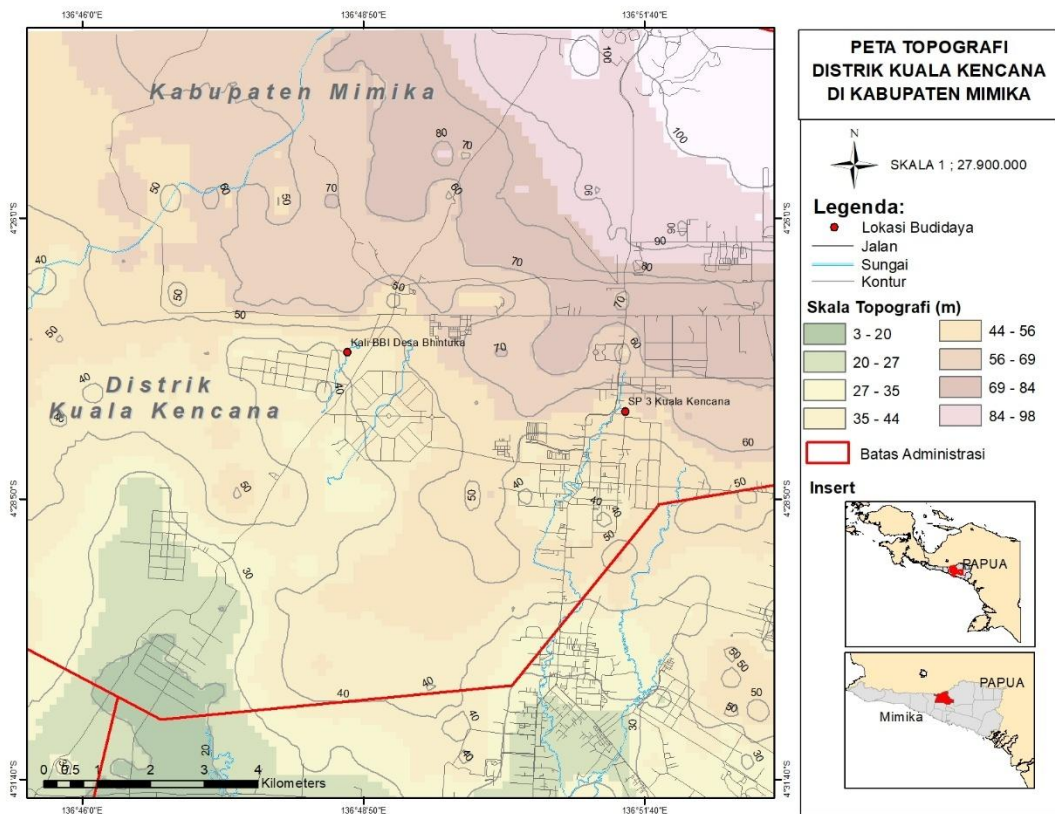 136°46'0"E
136°48'50"E
136°51'40"E
4°26'0"S
4°28'50"S
4°31'40"S
4°26'0"S
4°28'50"S
4°31'40"S
100
Kabupaten Mimika
80
70
100
50
60
50
70
60
90
90
90
40
70
80
50
50
50
70
70
60
50
Kali BBI Desa Bhintuka
40
Distrik
Kuala Kencana
40
40
SP 3 Kuala Kencana
60
50
50
40
40
40
50
50
30
40
40
50
50
50
40
30
30
20
50
0 0.5 1 2 3 4
Kilometers
136°46'0"E
136°48'50"E
136°51'40"E
PETA TOPOGRAFI
DISTRIK KUALA KENCANA
DI KABUPATEN MIMIKA
N
SKALA 1 ; 27.900.000
Legenda:
Lokasi Budidaya
Jalan
Sungai
Kontur
Skala Topografi (m)
3 - 20
20 - 27
27 - 35
35 - 44
44 - 56
56 - 69
69 - 84
84 - 98
Batas Administrasi
Insert
PAPUA
PAPUA
Mimika